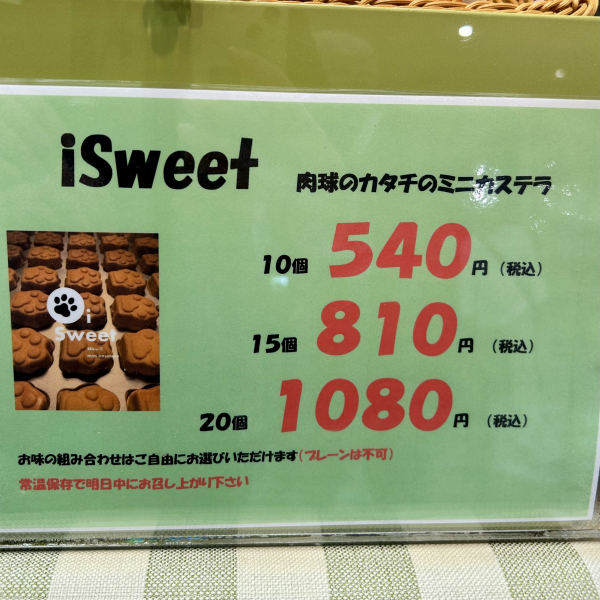 iSweet
肉球のカタチのミニカステラ
10個 540円（税込）
15個 810円（税込）
20個 1080円（税込）
i
Sweet
お味の組み合わせはご自由にお選びいただけます（プレーンは不可）
常温保存で明日中にお召し上がり下さい